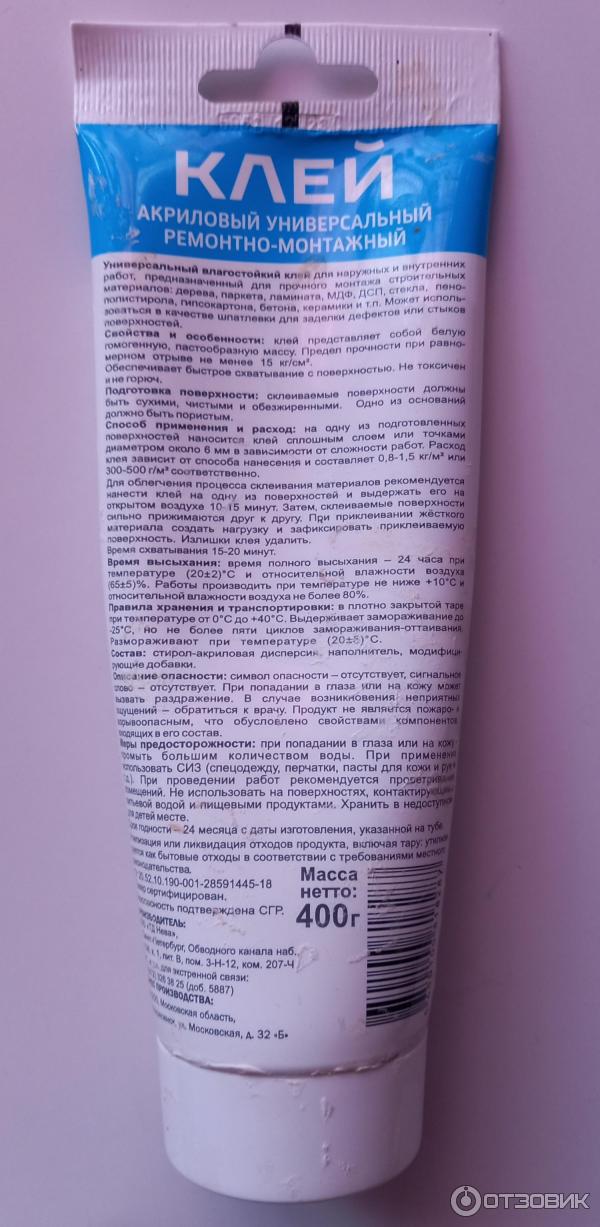 КЛЕЙ
АКРИЛОВЫЙ УНИВЕРСАЛЬНЫЙ
РЕМОНТНО-МОНТАЖНЫЙ
Универсальный влагостойкий клей для наружных и внутренних
работ, предназначенный для прочного монтажа строительных
материалов: дерева, паркета, ламината, МДФ, ДСП, стекла, пено-
полистирола, гипсокартона, бетона, керамики и т.п. Может исполь-
зоваться в качестве шпатлевки для заделки дефектов или стыков
поверхностей.
Свойства и особенности: клей представляет собой белую
гомогенную, пастообразную массу. Предел прочности при равно-
мерном отрыве не менее 15 кг/см².
Обеспечивает быстрое схватывание с поверхностью. Не токсичен
и не горюч.
Подготовка поверхности: склеиваемые поверхности должны
быть сухими, чистыми и обезжиренными. Одно из оснований
должно быть пористым.
Способ применения и расход: на одну из подготовленных
поверхностей наносится клей сплошным слоем или точками
диаметром около 6 мм в зависимости от сложности работ. Расход
клея зависит от способа нанесения и составляет 0,8-1,5 кг/м² или
300-500 г/м² соответственно.
Для облегчения процесса склеивания материалов рекомендуется
нанести клей на одну из поверхностей и выдержать его на
открытом воздухе 10-15 минут. Затем, склеиваемые поверхности
сильно прижимаются друг к другу. При приклеивании жёсткого
материала создать нагрузку и зафиксировать приклеиваемую
поверхность. Излишки клея удалить.
Время схватывания 15-20 минут.
Время высыхания: время полного высыхания – 24 часа при
температуре (20±2)°С и относительной влажности воздуха
(65±5)%. Работы производить при температуре не ниже +10°С и
относительной влажности воздуха не более 80%.
Правила хранения и транспортировки: в плотно закрытой таре
при температуре от 0°С до +40°С. Выдерживает замораживание до
-25°С, но не более пяти циклов замораживания-оттаивания.
Размораживают при температуре (20±5)°С.
Состав: стирол-акриловая дисперсия, наполнитель, модифици-
рующие добавки.
Описание опасности: символ опасности – отсутствует, сигнальное
слово – отсутствует. При попадании в глаза или на кожу может
вызвать раздражение. В случае возникновения неприятных
ощущений – обратиться к врачу. Продукт не является пожаро- и
взрывоопасным, что обусловлено свойствами компонентов,
входящих в его состав.
Меры предосторожности: при попадании в глаза или на кожу -
промыть большим количеством воды. При применении
использовать СИЗ (спецодежду, перчатки, пасты для кожи и рук и
т.д.). При проведении работ рекомендуется проветривание
помещений. Не использовать на поверхностях, контактирующих с
питьевой водой и пищевыми продуктами. Хранить в недоступном
для детей месте.
годности – 24 месяца с даты изготовления, указанной на тубе.
или ликвидация отходов продукта, включая тару:
как бытовые отходы в соответствии с требованиями местного
законодательства.
20.52.10.190-001-28591445-18
сертифицирован.
подтверждена СГР.
ПРОИЗВОДИТЕЛЬ:
«ТД Нева»,
Обводного канала наб.,
1, лит. В, пом. 3-Н-12, ком. 207-Ч
для экстренной связи:
38 25 (доб. 5887)
ПРОИЗВОДСТВА:
Московская область,
ул. Московская, д. 32 «Б»
Масса
нетто:
400г
ОТЗОВИК